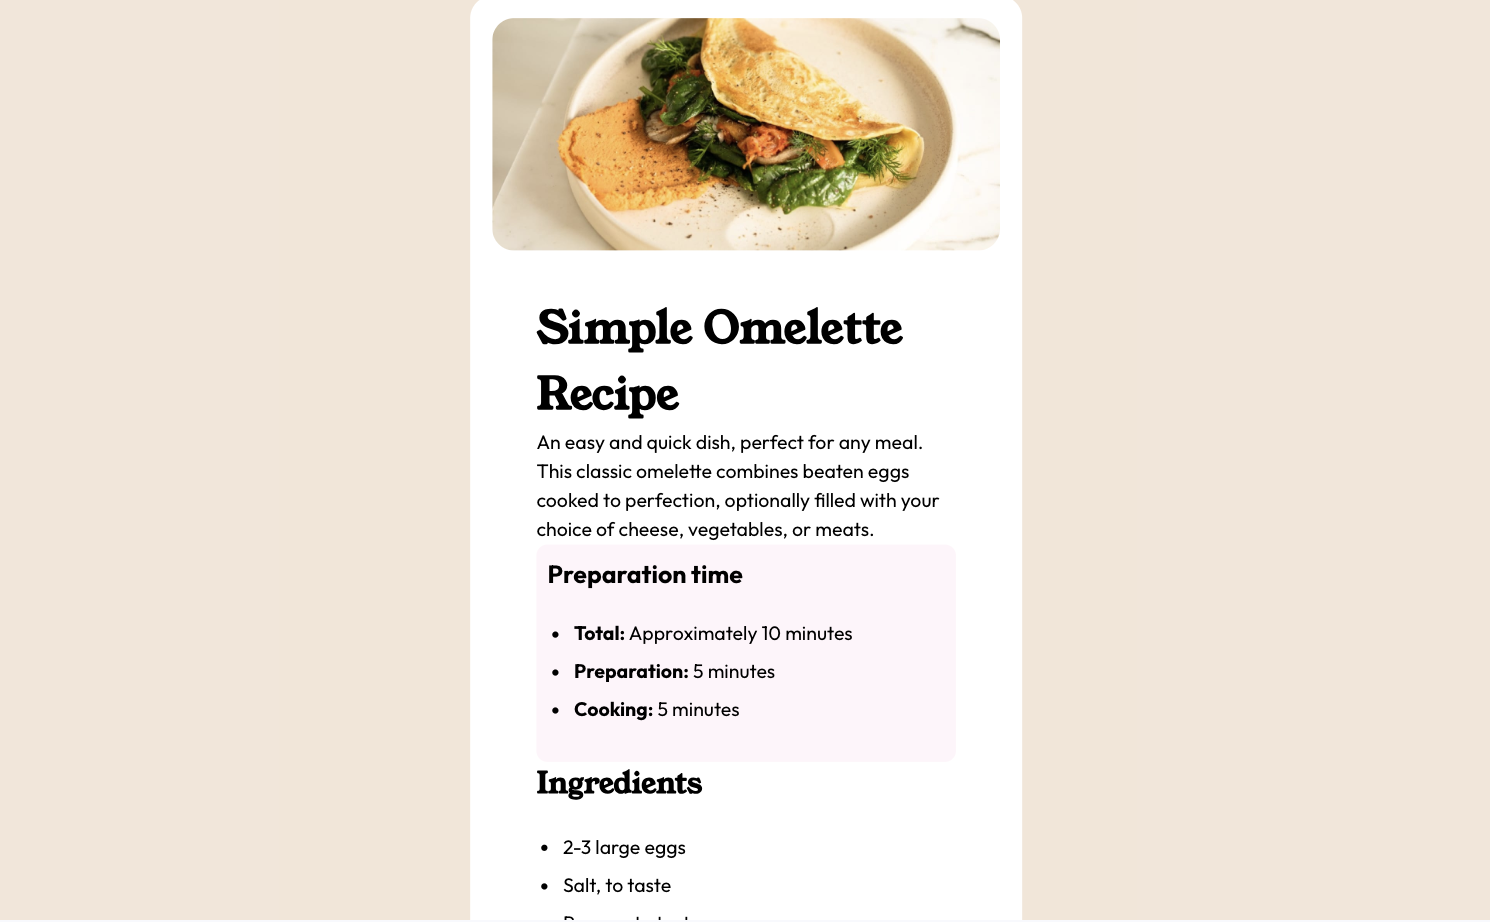 Simple Omelette
Recipe
An easy and quick dish, perfect for any meal.
This classic omelette combines beaten eggs
cooked to perfection, optionally filled with your
choice of cheese, vegetables, or meats.
Preparation time
• Total: Approximately 10 minutes
• Preparation: 5 minutes
• Cooking: 5 minutes
Ingredients
• 2-3 large eggs
• Salt, to taste